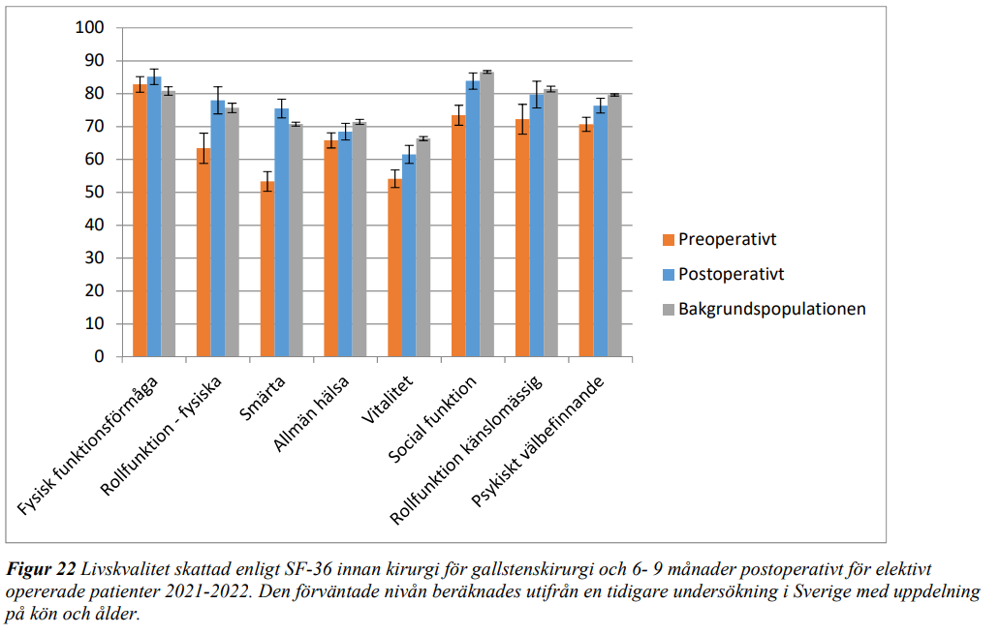 100
90
80
70
60
50
40
30
20
10
0
Fysisk funktionsförmåga
Rollfunktion - fysiska
Smärta
Allmän hälsa
Vitalitet
Social funktion
Rollfunktion känslomässig
Psykiskt välbefinnande
Preoperativt
Postoperativt
Bakgrundspopulationen
Figur 22 Livskvalitet skattad enligt SF-36 innan kirurgi för gallstenskirurgi och 6- 9 månader postoperativt för elektivt
opererade patienter 2021-2022. Den förväntade nivån beräknades utifrån en tidigare undersökning i Sverige med uppdelning
på kön och ålder.